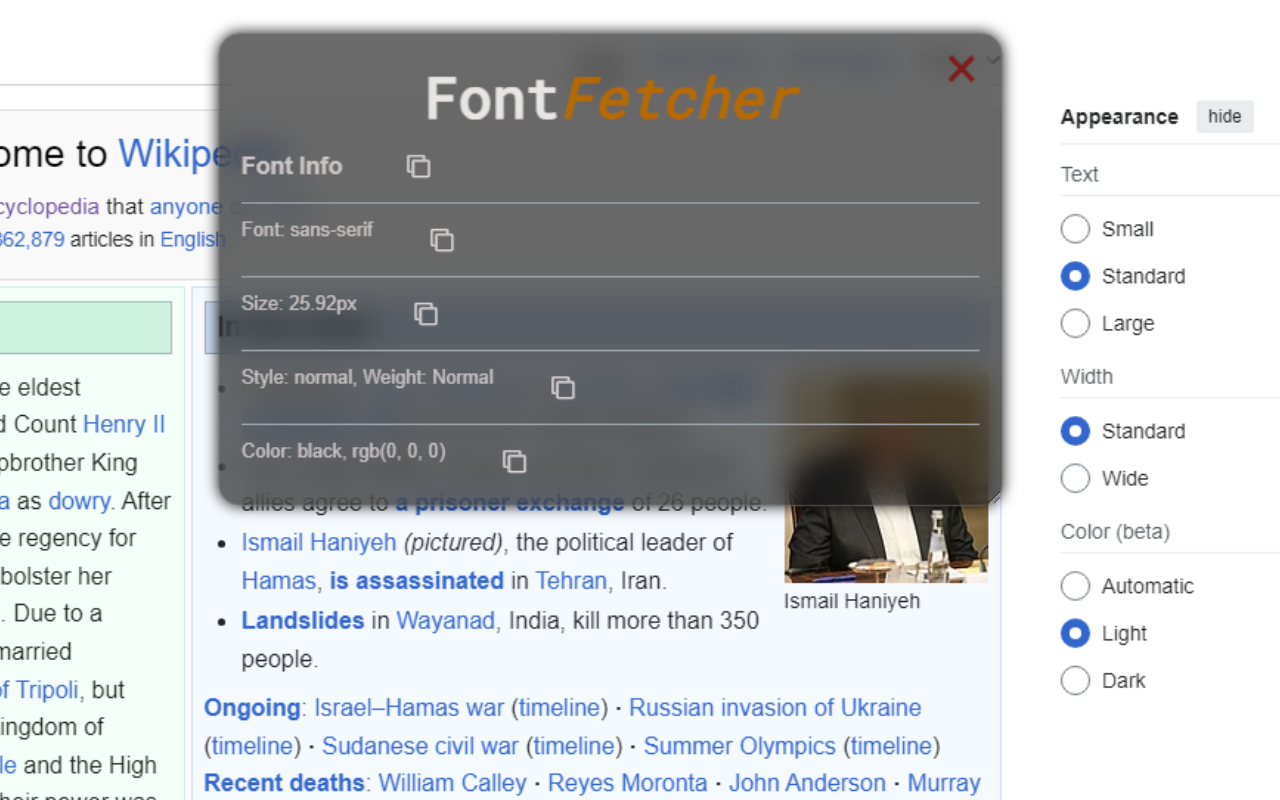 FontFetcher
Font Info
Font: sans-serif
Size: 25.92px
Style: normal, Weight: Normal
Color: black, rgb(0, 0, 0)
ome to Wikipe
cyclopedia that anyone
362,879 articles in English
e eldest
d Count Henry II
pbrother King
a as dowry. After
e regency for
bolster her
. Due to a
married
of Tripoli, but
ingdom of
le and the High
their power was
In
allies agree to a prisoner exchange of 26 people.
• Ismail Haniyeh (pictured), the political leader of
Hamas, is assassinated in Tehran, Iran.
• Landslides in Wayanad, India, kill more than 350
people.
Ismail Haniyeh
Ongoing: Israel–Hamas war (timeline) · Russian invasion of Ukraine
(timeline) · Sudanese civil war (timeline) · Summer Olympics (timeline)
Recent deaths: William Calley · Reyes Moronta · John Anderson · Murray
Appearance hide
Text
Small
Standard
Large
Width
Standard
Wide
Color (beta)
Automatic
Light
Dark